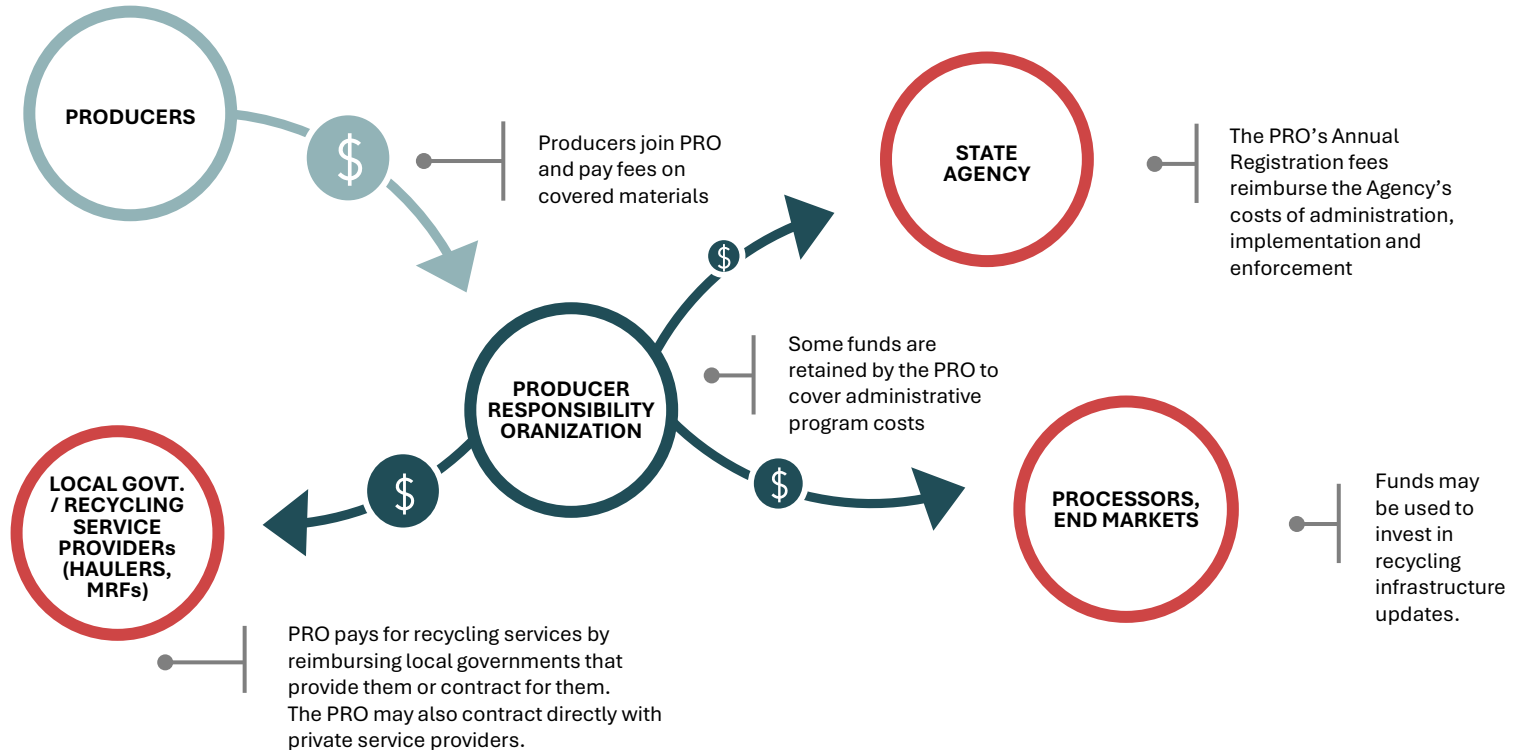 PRODUCERS
$
Producers join PRO
and pay fees on
covered materials
STATE
AGENCY
The PRO’s Annual
Registration fees
reimburse the Agency’s
costs of administration,
implementation and
enforcement
$
PRODUCER
RESPONSIBILITY
ORANIZATION
Some funds are
retained by the PRO to
cover administrative
program costs
LOCAL GOVT.
/ RECYCLING
SERVICE
PROVIDERs
(HAULERS,
MRFs)
$
$
PROCESSORS,
END MARKETS
Funds may
be used to
invest in
recycling
infrastructure
updates.
PRO pays for recycling services by
reimbursing local governments that
provide them or contract for them.
The PRO may also contract directly with
private service providers.